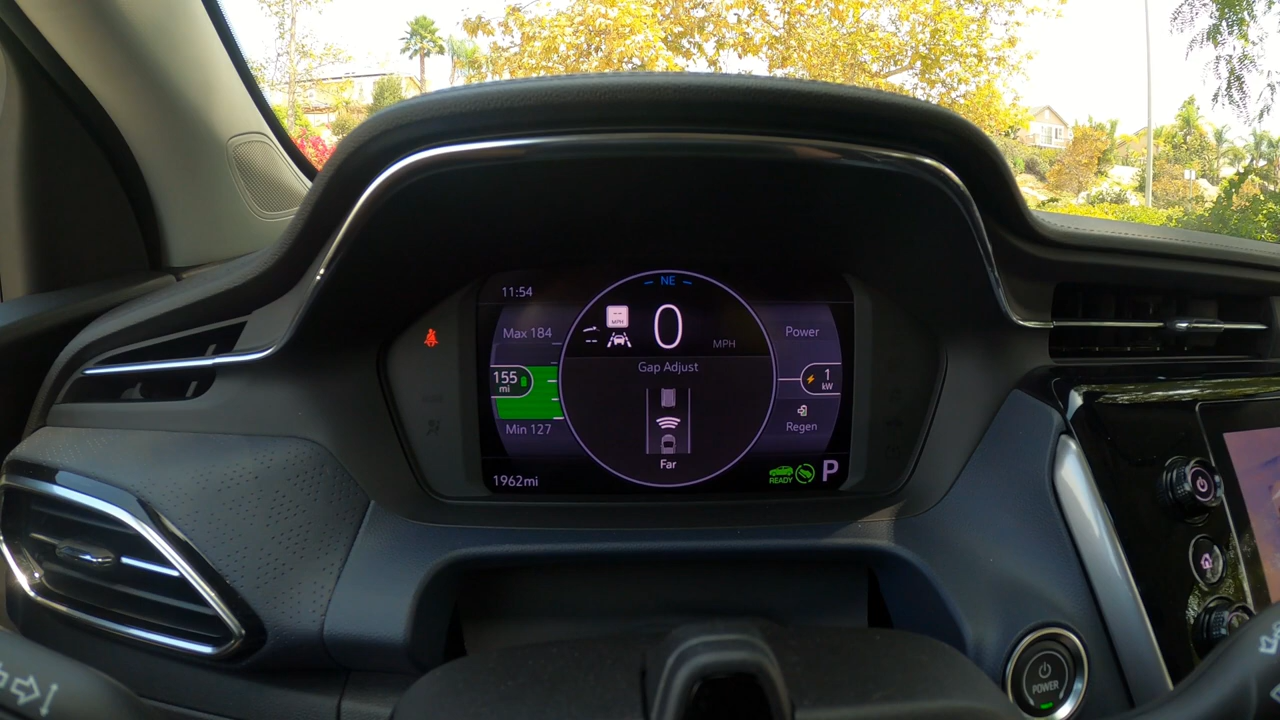 NE
11:54
Max 184
155
mi
Min 127
1962mi
--
MPH
0
MPH
Gap Adjust
Far
Power
1
kW
Regen
READY
P
POWER